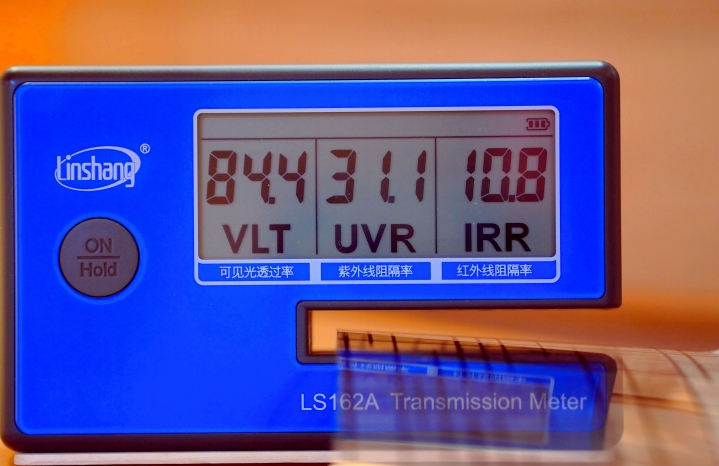 Linshang®
ON
Hold
84.4 31.1 10.8
VLT UVR IRR
可见光透过率 紫外线阻隔率 红外线阻隔率
LS162A Transmission Meter